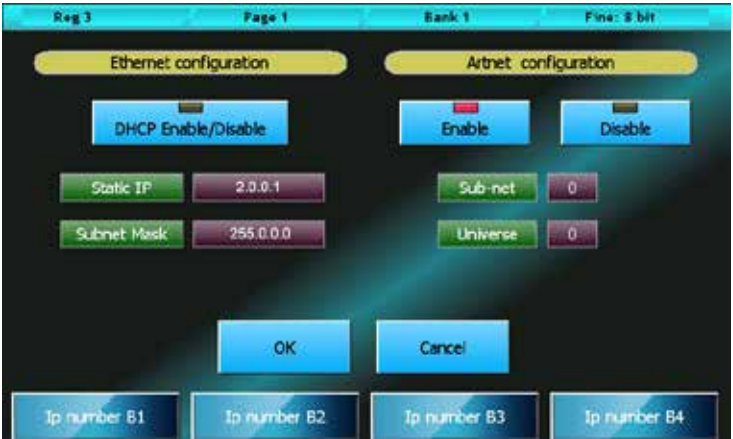 Reg 3 Page 1 Bank 1 Fine: 8 bit
Ethernet configuration Artnet configuration
DHCP Enable/Disable Enable Disable
Static IP 2.0.0.1 Sub-net 0
Subnet Mask 255.0.0.0 Universe 0
OK Cancel
Ip number B1 Ip number B2 Ip number B3 Ip number B4